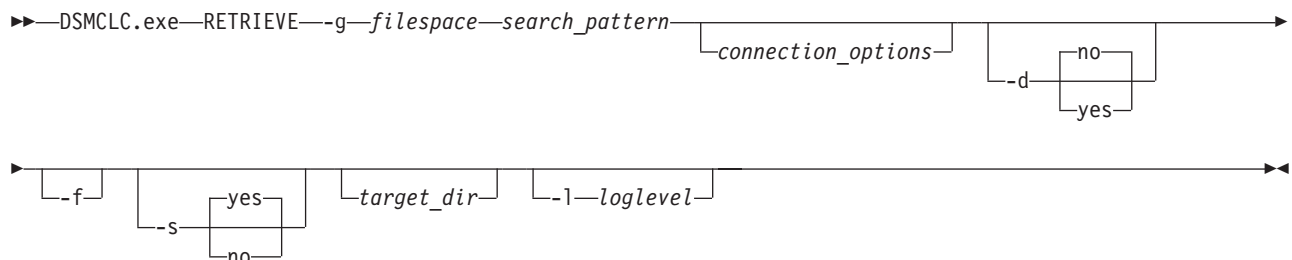 DSMCLC.exe RETRIEVE -g filespace search_pattern
connection_options
no
-d
yes
-f
yes
-s
no
target_dir
-l loglevel